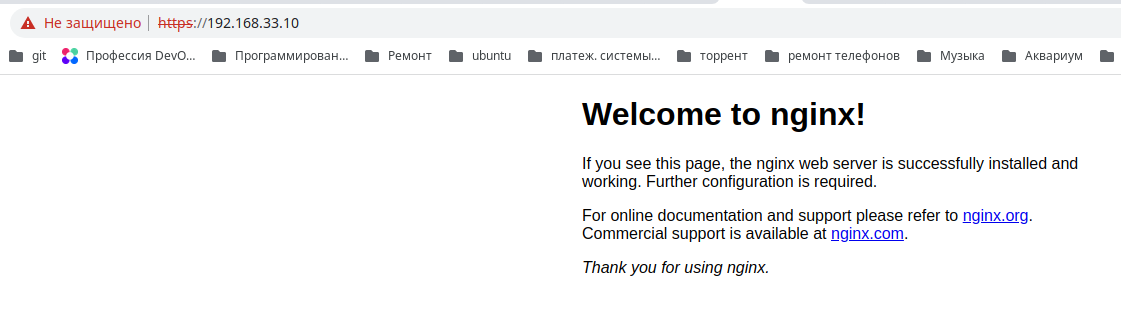 Не защищено https://192.168.33.10
git Профессия DevO... Программирован... Ремонт ubuntu платеж. системы... торрент ремонт телефонов Музыка Аквариум
Welcome to nginx!
If you see this page, the nginx web server is successfully installed and
working. Further configuration is required.
For online documentation and support please refer to nginx.org.
Commercial support is available at nginx.com.
Thank you for using nginx.